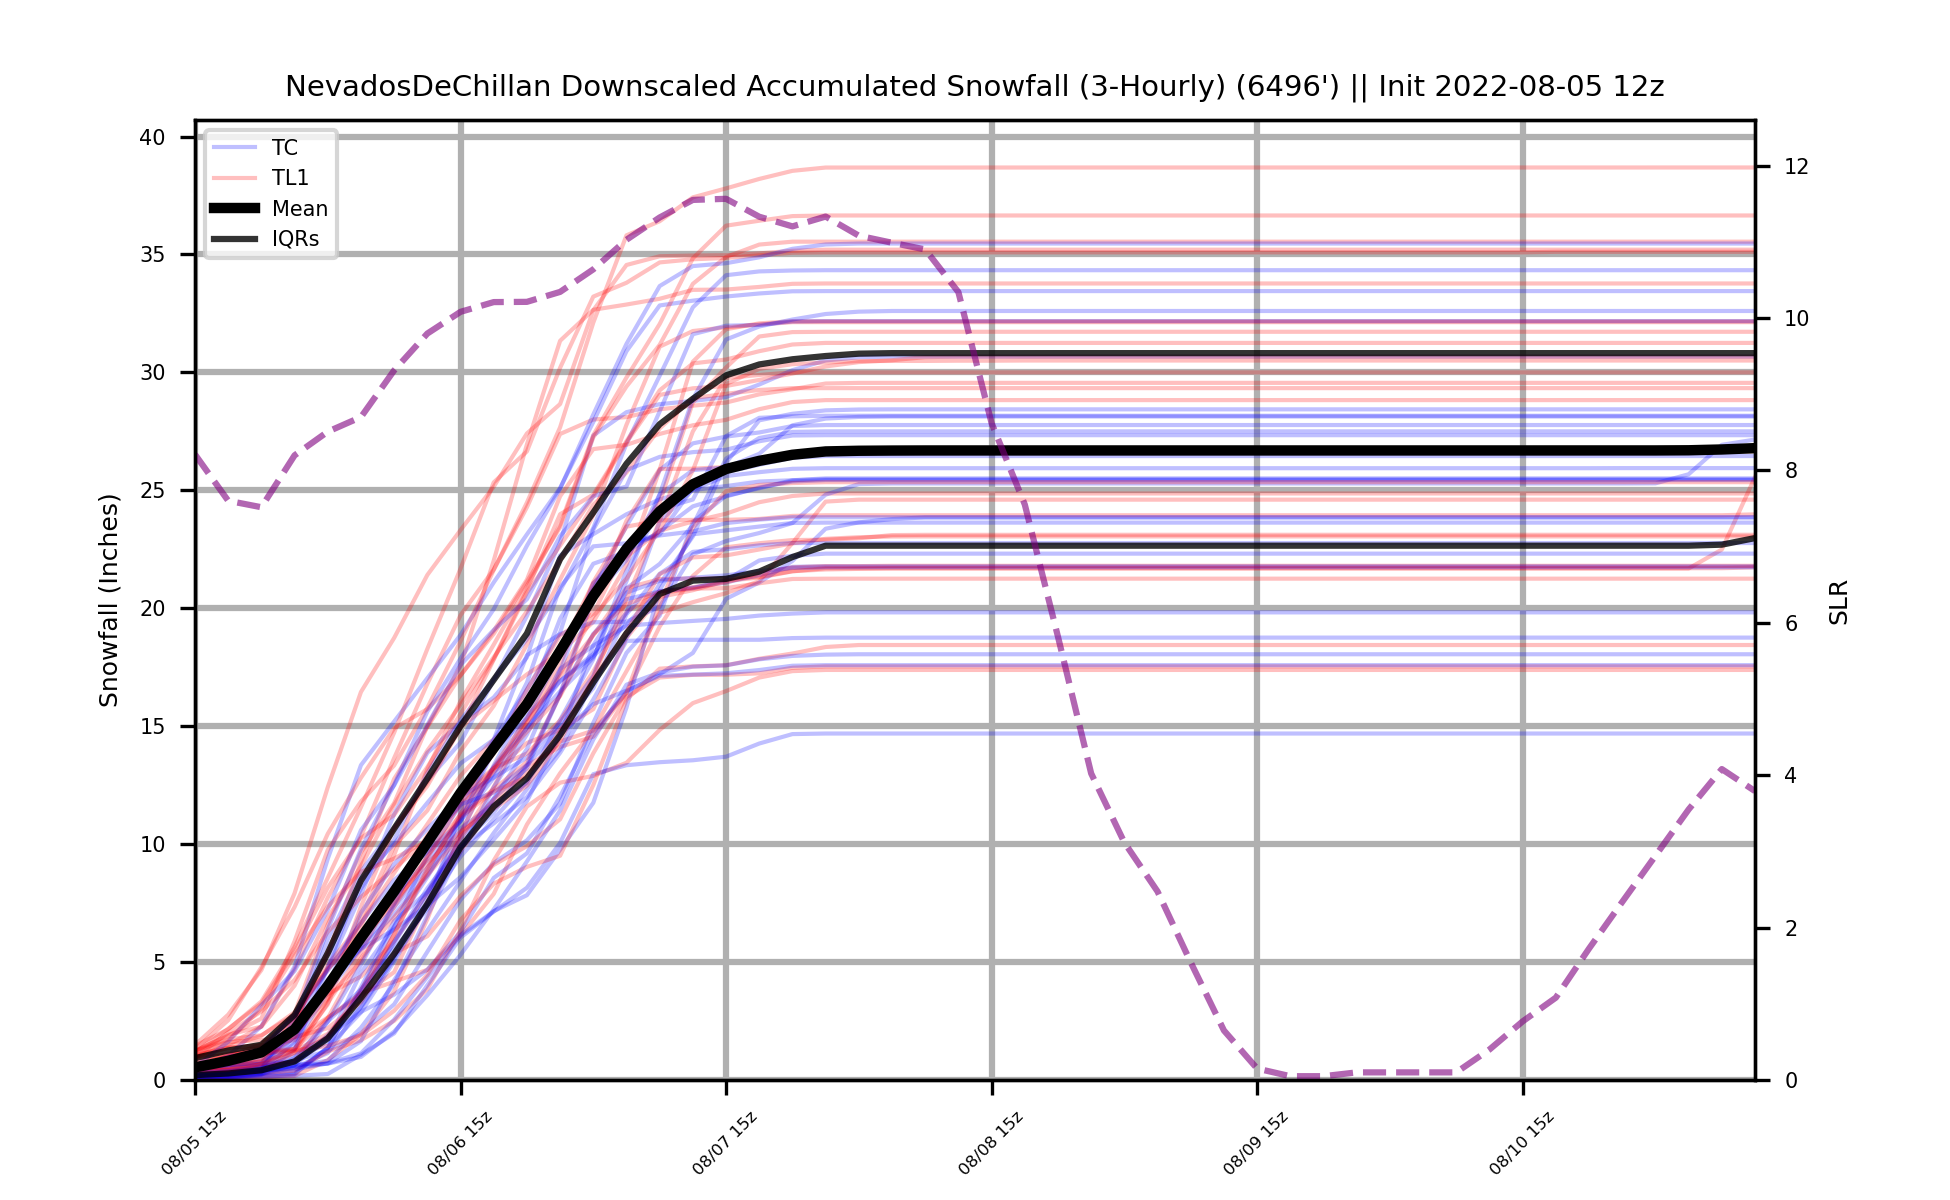 NevadosDeChillan Downscaled Accumulated Snowfall (3-Hourly) (6496') || Init 2022-08-05 12z
TC
TL1
Mean
IQRs
Snowfall (Inches)
40
35
30
25
20
15
10
5
0
SLR
12
10
8
6
4
2
0
08/05 15z
08/06 15z
08/07 15z
08/08 15z
08/09 15z
08/10 15z